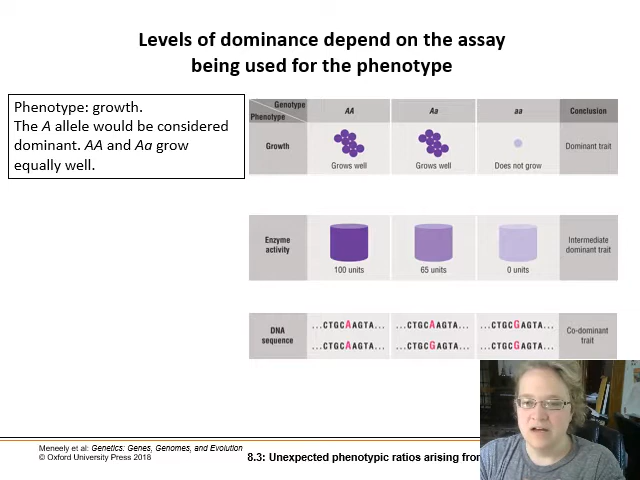 Levels of dominance depend on the assay
being used for the phenotype
Phenotype: growth.
The A allele would be considered
dominant. AA and Aa grow
equally well.
Genotype
Phenotype
AA
Aa
aa
Conclusion
Growth
Grows well
Grows well
Does not grow
Dominant trait
Enzyme
activity
100 units
65 units
0 units
Intermediate
dominant trait
DNA
sequence
...CTGCAAGTA...
...CTGCAAGTA...
...CTGCAAGTA...
...CTGCGAGTA...
...CTGCGAGTA...
...CTGCGAGTA...
Co-dominant
trait
Meneely et al: Genetics: Genes, Genomes, and Evolution
© Oxford University Press 2018
8.3: Unexpected phenotypic ratios arising from